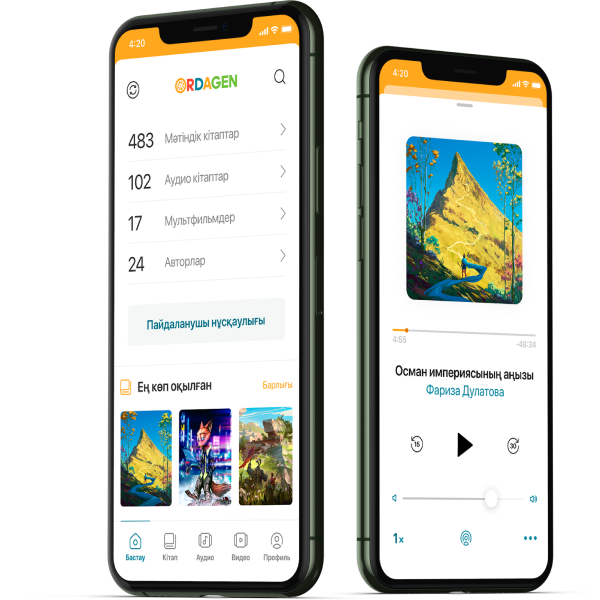 4:20
ORDAGEN
483 Мәтіндік кітаптар
102 Аудио кітаптар
17 Мультфильмдер
24 Авторлар
Пайдаланушы нұсқаулығы
Ең көп оқылған Барлығы
Бастау Кітап Аудио Видео Профиль
4:20
4:55 -48:34
Осман империясының аңызы
Фариза Дулатова
15 30
1x